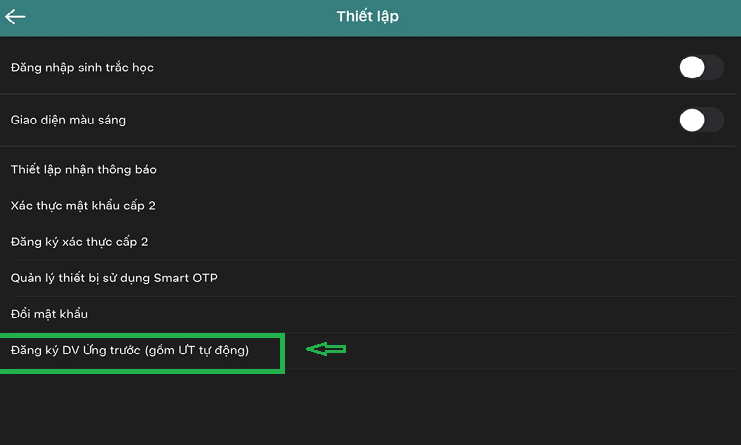 Thiết lập
Đăng nhập sinh trắc học
Giao diện màu sáng
Thiết lập nhận thông báo
Xác thực mật khẩu cấp 2
Đăng ký xác thực cấp 2
Quản lý thiết bị sử dụng Smart OTP
Đổi mật khẩu
Đăng ký DV Ứng trước (gồm ƯT tự động)